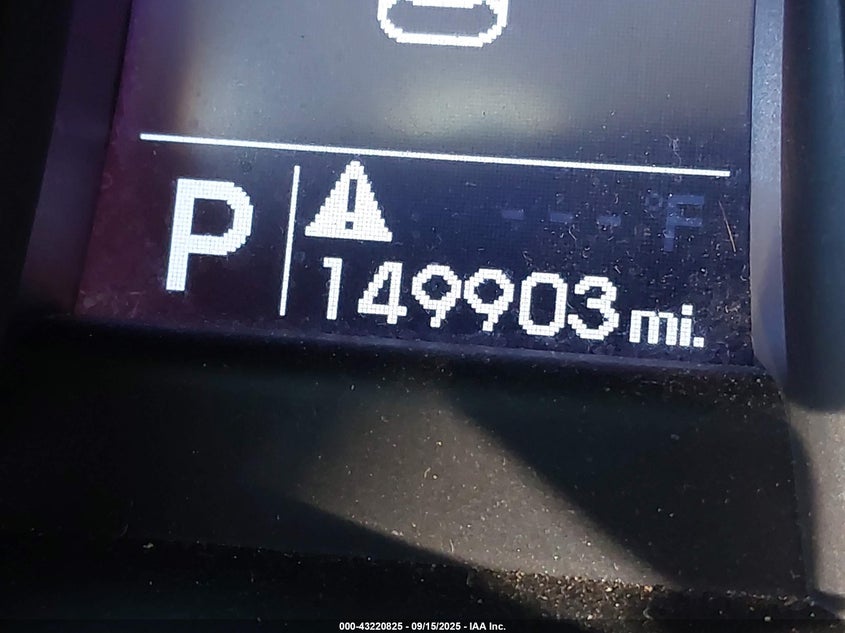 P
--- °F
149903 mi.
000-43220825 - 09/15/2025 - IAA Inc.